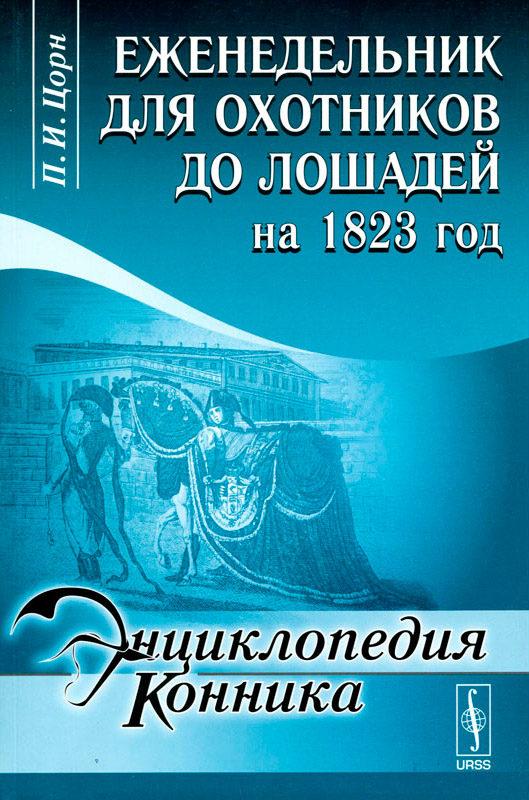 П. И. Цорн
ЕЖЕНЕДЕЛЬНИК
ДЛЯ ОХОТНИКОВ
ДО ЛОШАДЕЙ
на 1823 год
Энциклопедия
Конника
URSS